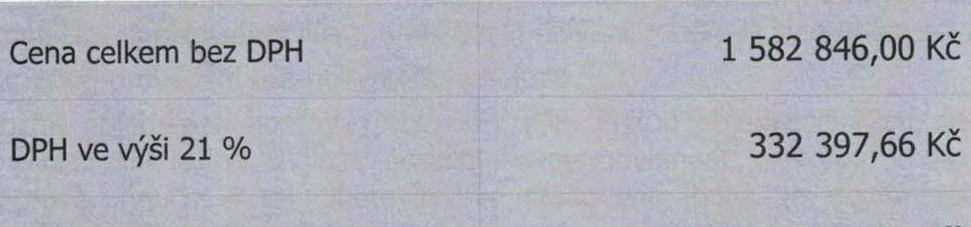 Cena celkem bez DPH 1 582 846,00 Kč
DPH ve výši 21 % 332 397,66 Kč